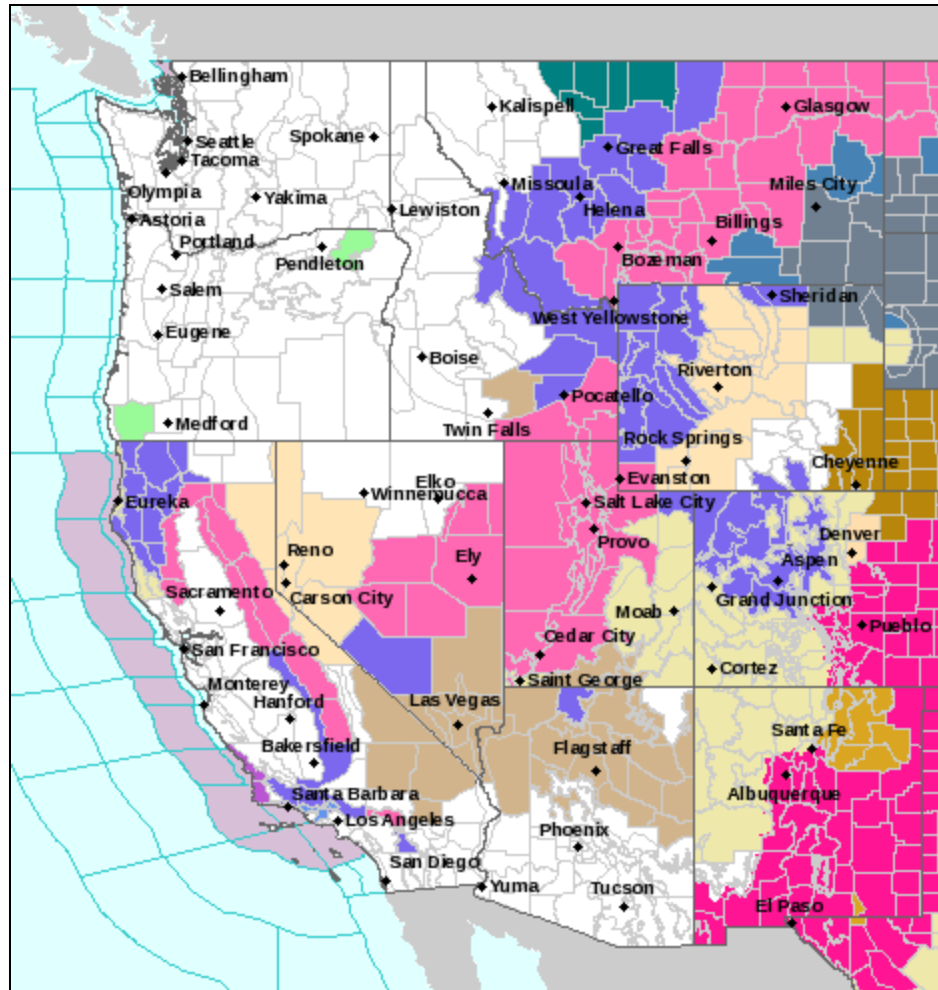 Bellingham
Kalispell
Glasgow
Seattle
Spokane
Great Falls
Tacoma
Olympia
Missoula
Miles City
Yakima
Helena
Lewiston
Astoria
Billings
Portland
Bozeman
Pendleton
Salem
Sheridan
West Yellowstone
Eugene
Boise
Riverton
Pocatello
Medford
Twin Falls
Rock Springs
Cheyenne
Evanston
Elko
Winnemucca
Eureka
Salt Lake City
Provo
Denver
Reno
Ely
Aspen
Sacramento
Carson City
Grand Junction
Moab
Pueblo
Cedar City
San Francisco
Cortez
Saint George
Monterey
Hanford
Las Vegas
Santa Fe
Bakersfield
Flagstaff
Albuquerque
Santa Barbara
Los Angeles
Phoenix
San Diego
Yuma
Tucson
El Paso